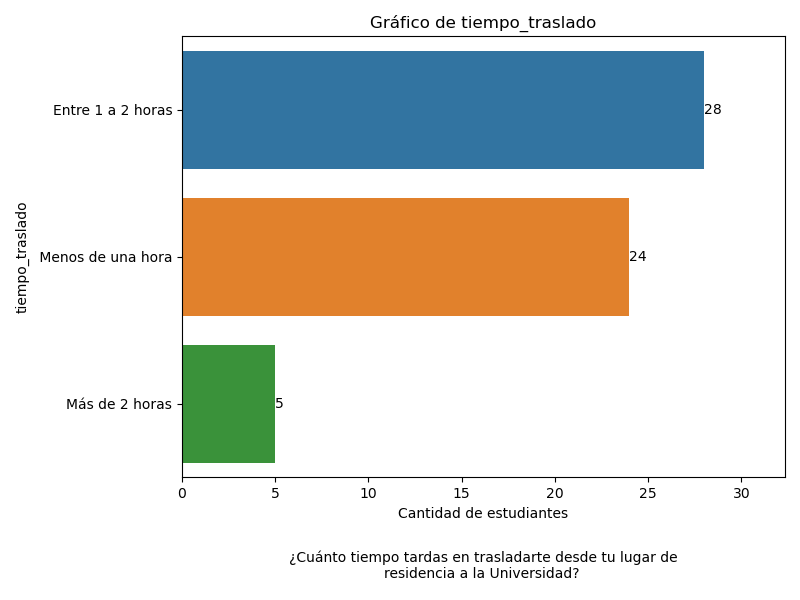 Gráfico de tiempo_traslado
Entre 1 a 2 horas
28
Menos de una hora
24
Más de 2 horas
5
tiempo_traslado
0 5 10 15 20 25 30
Cantidad de estudiantes
¿Cuánto tiempo tardas en trasladarte desde tu lugar de
residencia a la Universidad?